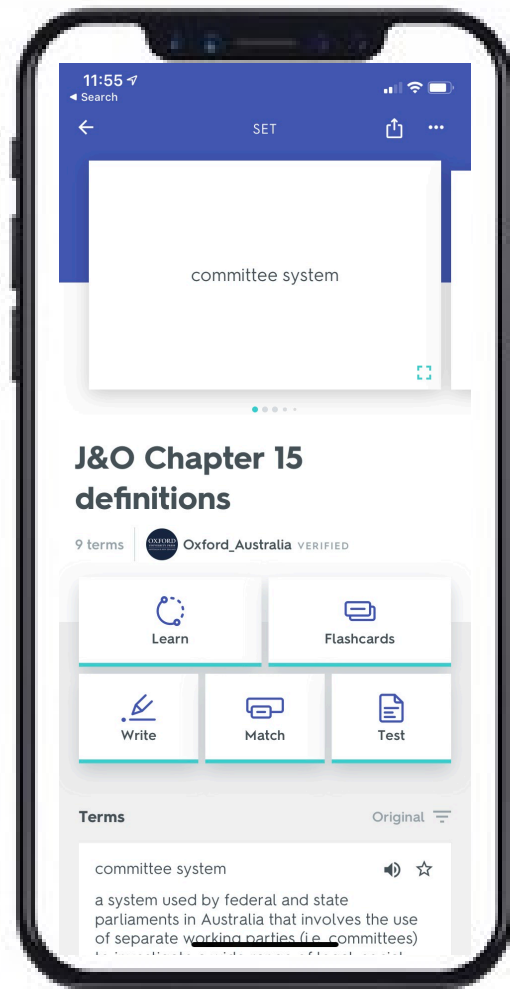 11:55
◀ Search
SET
committee system
J&O Chapter 15
definitions
9 terms
OXFORD
Oxford_Australia VERIFIED
Learn
Flashcards
Write
Match
Test
Terms
Original
committee system
a system used by federal and state
parliaments in Australia that involves the use
of separate working parties (i.e. committees)